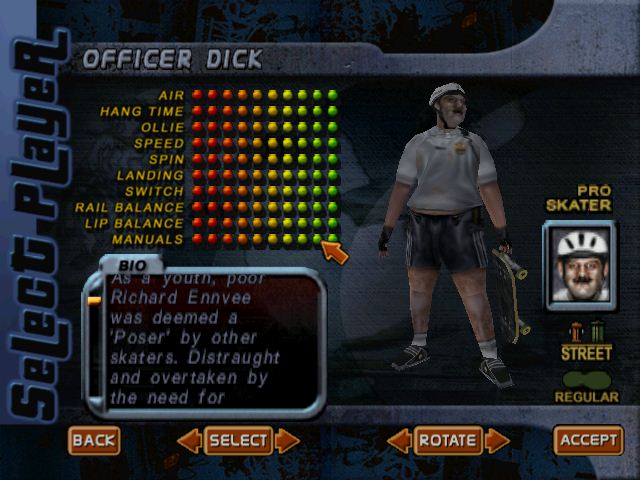 Select Player
OFFICER DICK
AIR
HANG TIME
OLLIE
SPEED
SPIN
LANDING
SWITCH
RAIL BALANCE
LIP BALANCE
MANUALS
PRO
SKATER
BIO
As a youth, poor
Richard Ennvee
was deemed a
'Poser' by other
skaters. Distraught
and overtaken by
the need for
STREET
REGULAR
BACK
SELECT
ROTATE
ACCEPT